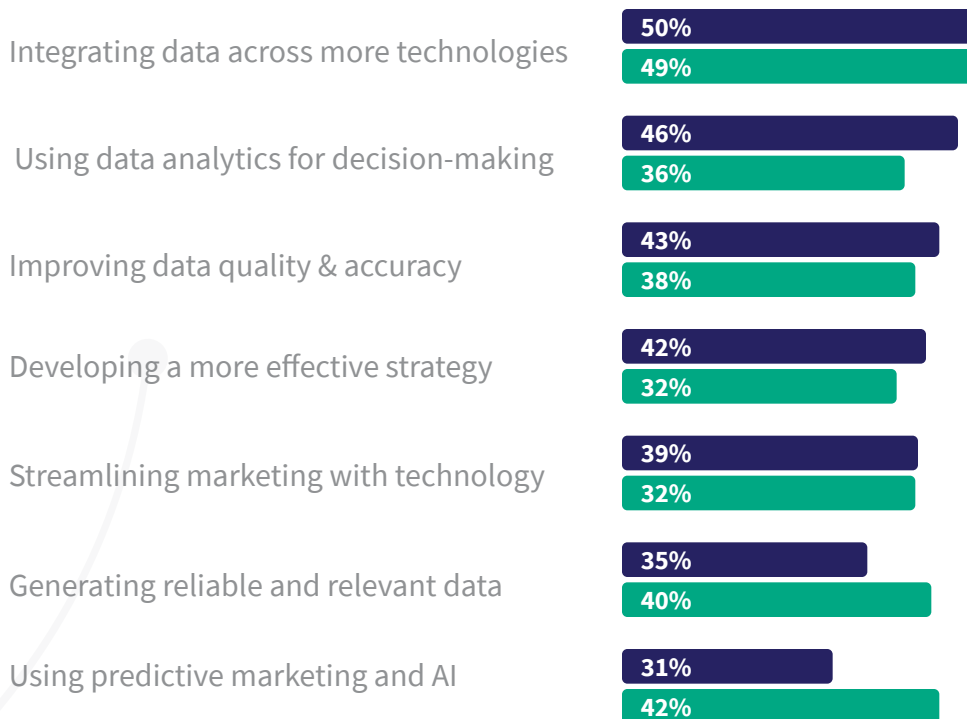 Integrating data across more technologies
50%
49%
Using data analytics for decision-making
46%
36%
Improving data quality & accuracy
43%
38%
Developing a more effective strategy
42%
32%
Streamlining marketing with technology
39%
32%
Generating reliable and relevant data
35%
40%
Using predictive marketing and AI
31%
42%